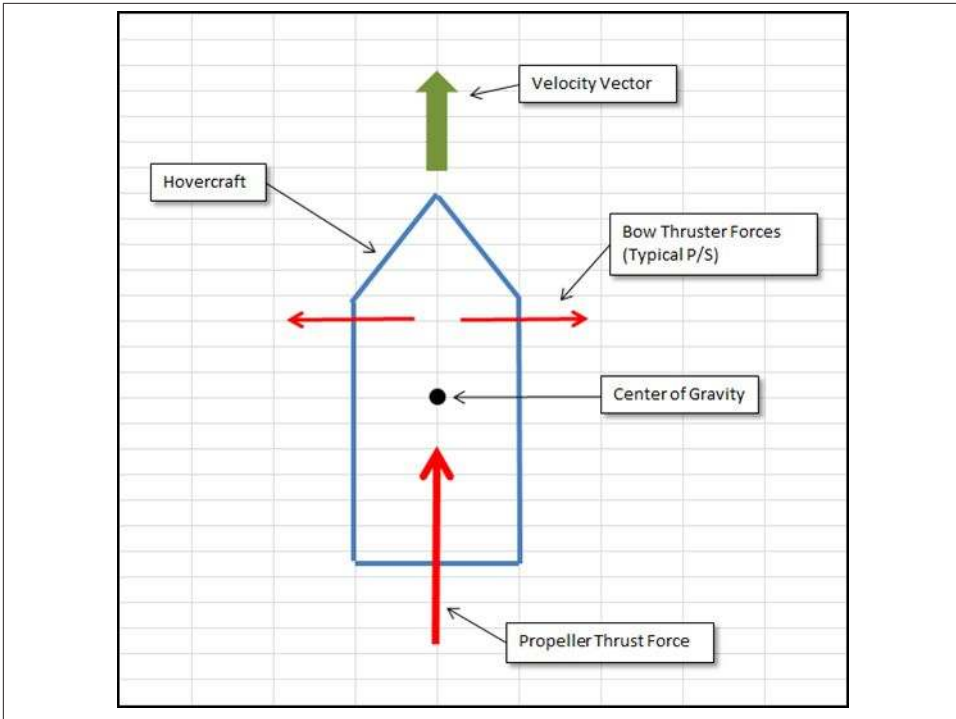 Velocity Vector
Hovercraft
Bow Thruster Forces
(Typical P/S)
Center of Gravity
Propeller Thrust Force